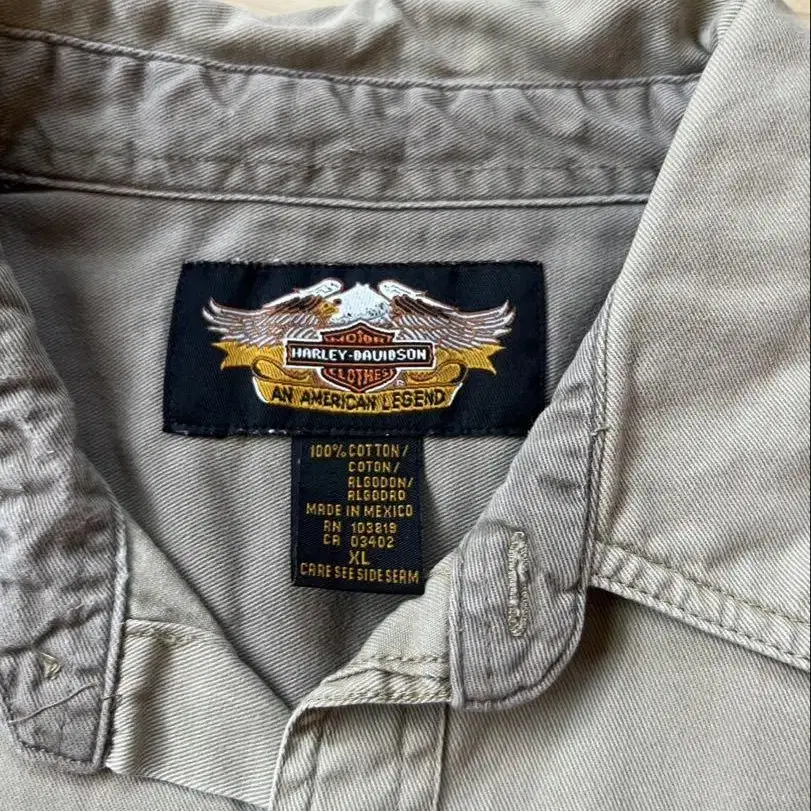 MOTOR
HARLEY-DAVIDSON
CLOTHES
®
AN AMERICAN LEGEND
100% COTTON/
COTON/
ALGODON/
ALGODRO
MADE IN MEXICO
RN 103819
CA 03402
XL
CARE SEE SIDE SEAM